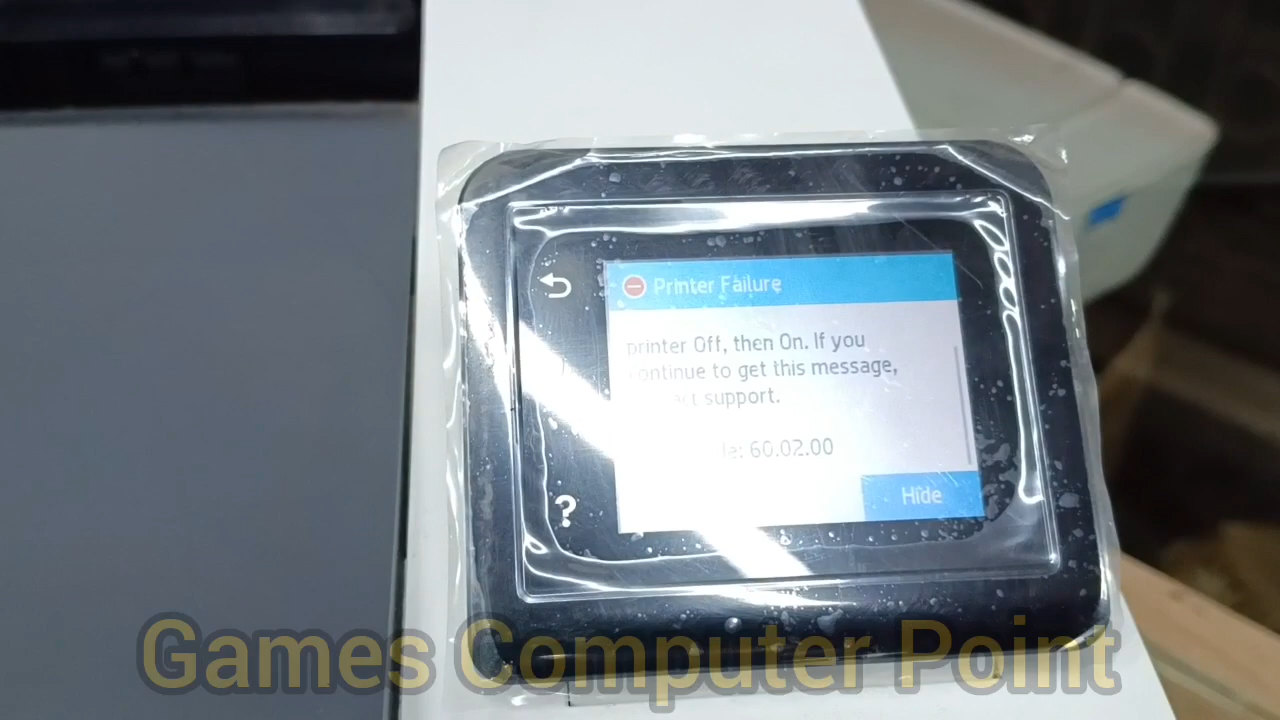 Printer Failure
printer Off, then On. If you
continue to get this message,
support.
60.02.00
Hide
?
Games Computer Point